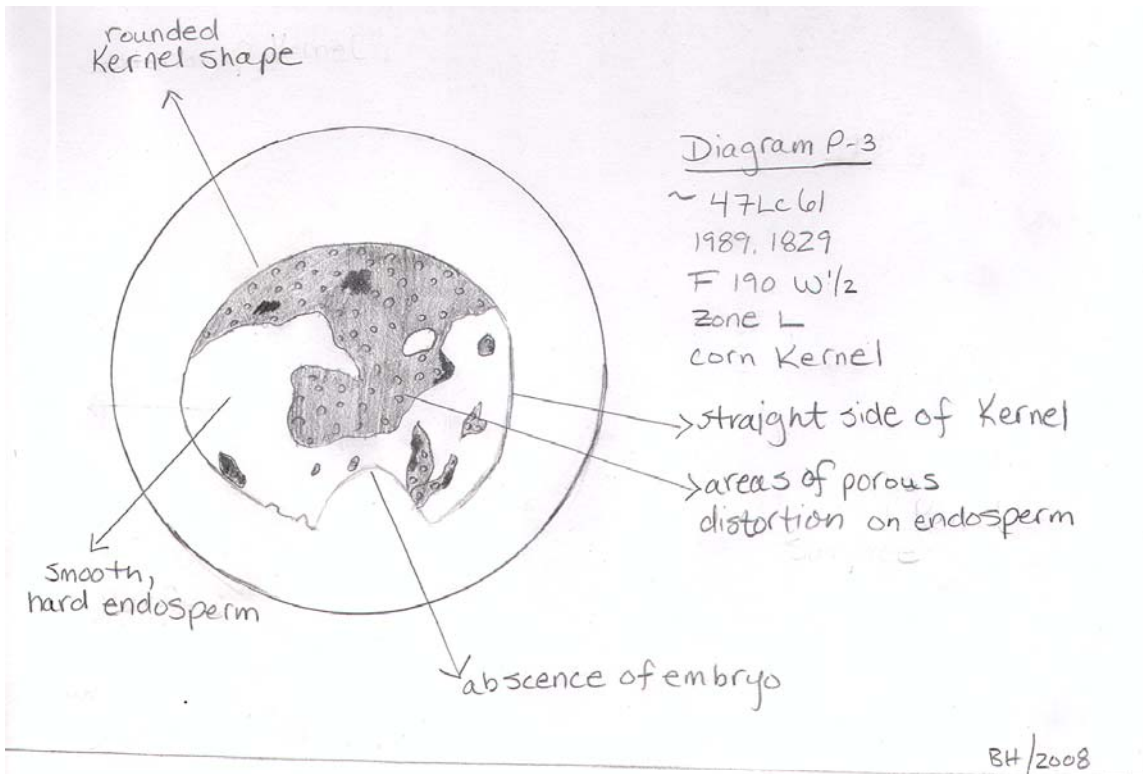 rounded
Kernel shape
Diagram P-3
~ 47Lc61
1989.1829
F 190 W½
Zone L
corn Kernel
straight side of Kernel
areas of porous
distortion on endosperm
smooth,
hard endosperm
abscence of embryo
BH/2008